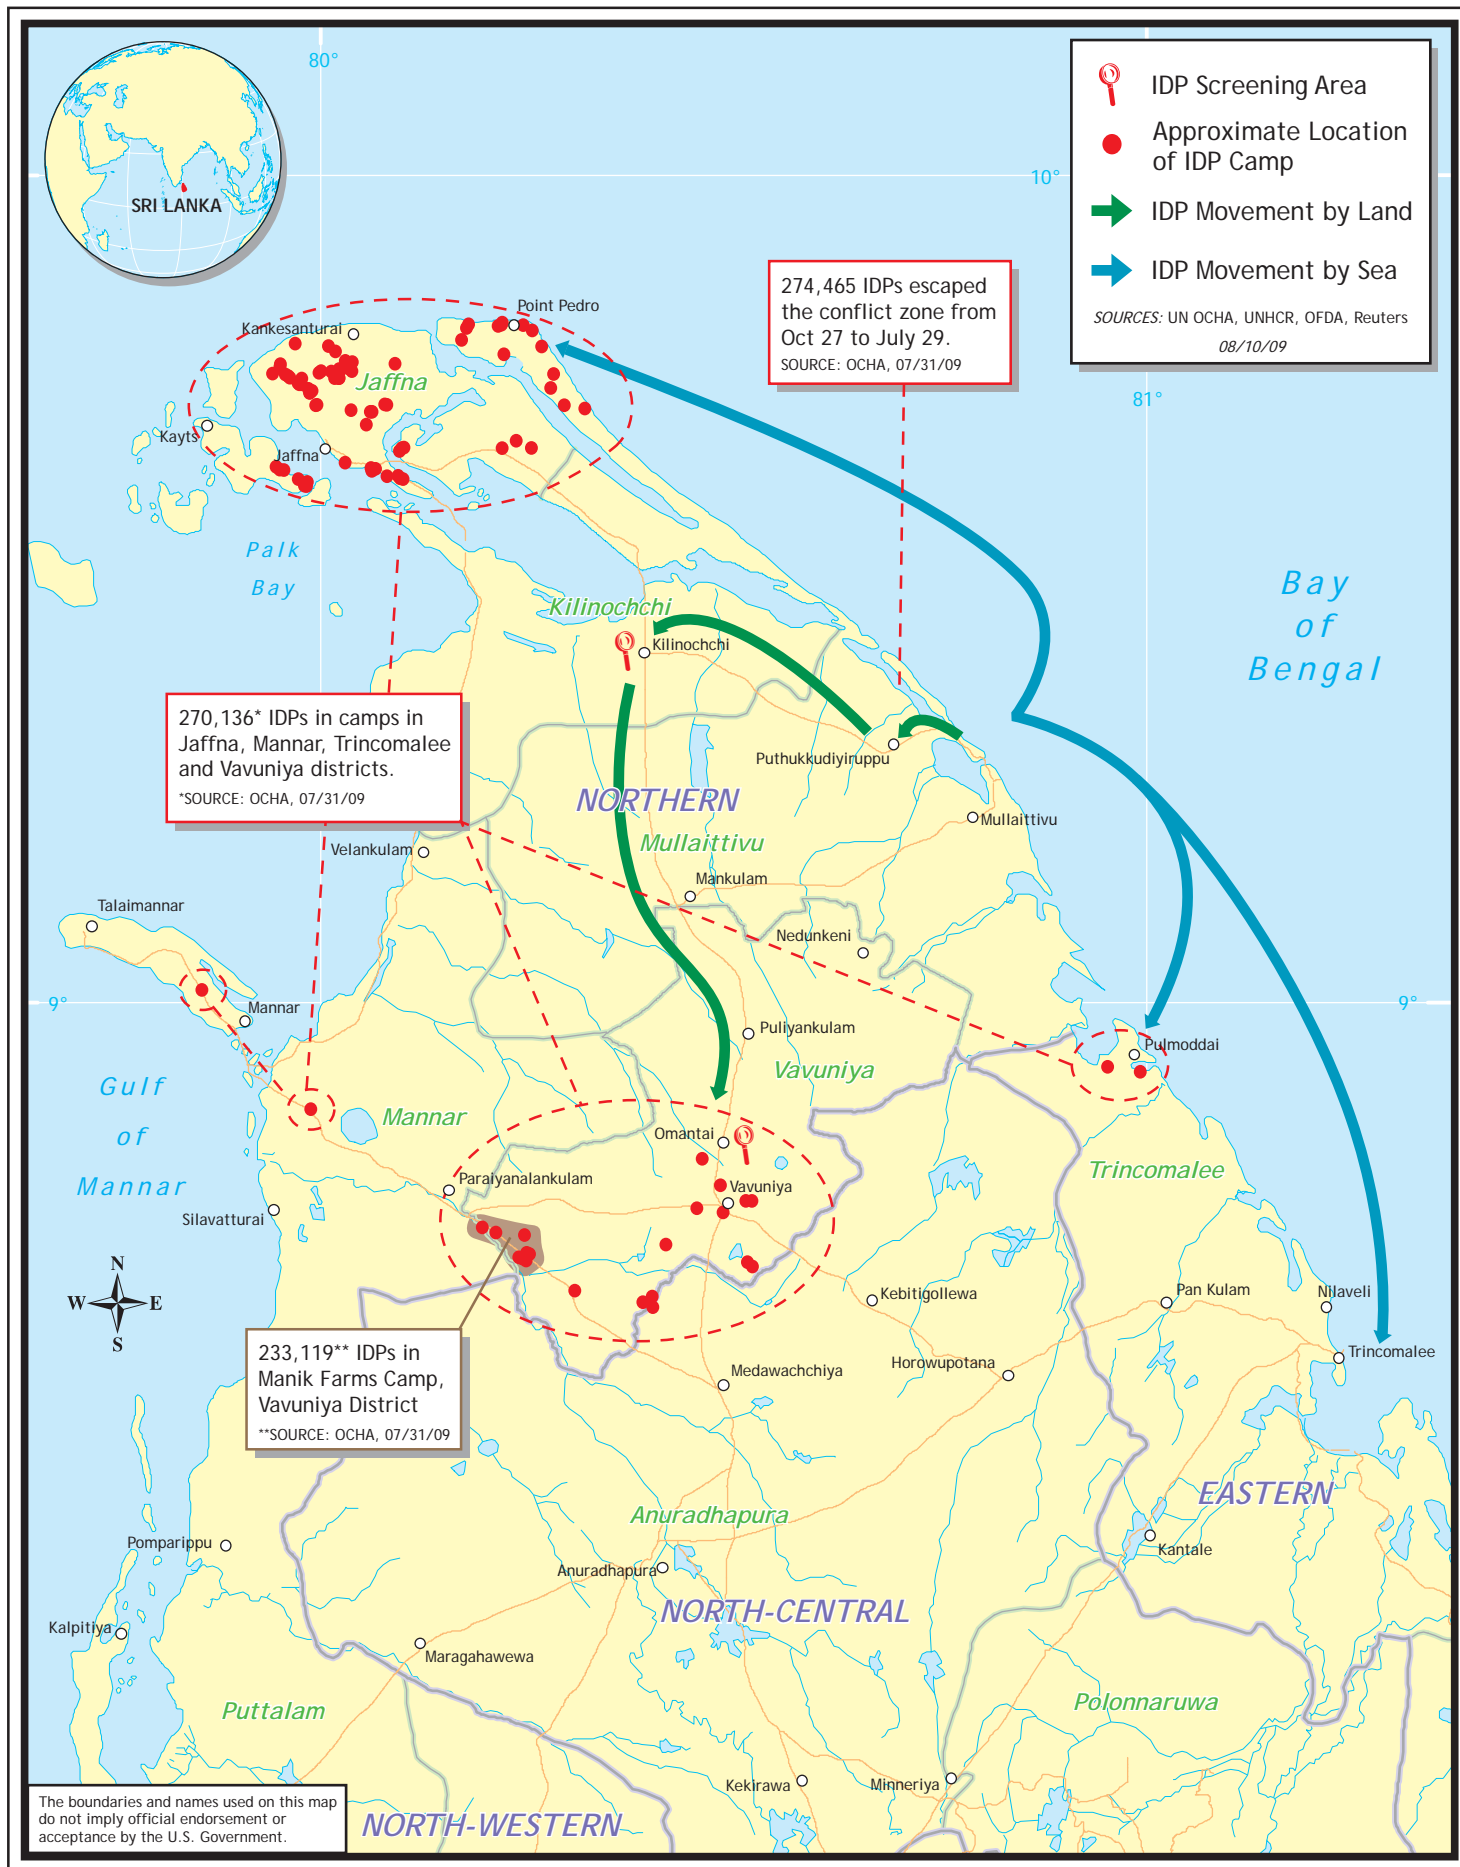 80°
SRI LANKA
IDP Screening Area
Approximate Location
of IDP Camp
IDP Movement by Land
IDP Movement by Sea
SOURCES: UN OCHA, UNHCR, OFDA, Reuters
08/10/09
10°
274,465 IDPs escaped
the conflict zone from
Oct 27 to July 29.
SOURCE: OCHA, 07/31/09
Point Pedro
Kankesanturai
Jaffna
81°
Kayts
Jaffna
Palk
Bay
Bay
of
Bengal
Kilinochchi
Kilinochchi
270,136* IDPs in camps in
Jaffna, Mannar, Trincomalee
and Vavuniya districts.
*SOURCE: OCHA, 07/31/09
Puthukkudiyiruppu
NORTHERN
Mullaittivu
Mullaittivu
Velankulam
Mankulam
Talaimannar
Nedunkeni
9°
9°
Mannar
Puliyankulam
Pulmoddai
Vavuniya
Gulf
of
Mannar
Mannar
Omantai
Trincomalee
Paraiyanalankulam
Vavuniya
Silavatturai
N
W
E
S
Kebitigollewa
Pan Kulam
Nilaveli
233,119** IDPs in
Manik Farms Camp,
Vavuniya District
**SOURCE: OCHA, 07/31/09
Medawachchiya
Horowupotana
Trincomalee
EASTERN
Anuradhapura
Pomparippu
Anuradhapura
Kantale
NORTH-CENTRAL
Kalpitiya
Maragahawewa
Puttalam
Polonnaruwa
Kekirawa
Minneriya
The boundaries and names used on this map
do not imply official endorsement or
acceptance by the U.S. Government.
NORTH-WESTERN